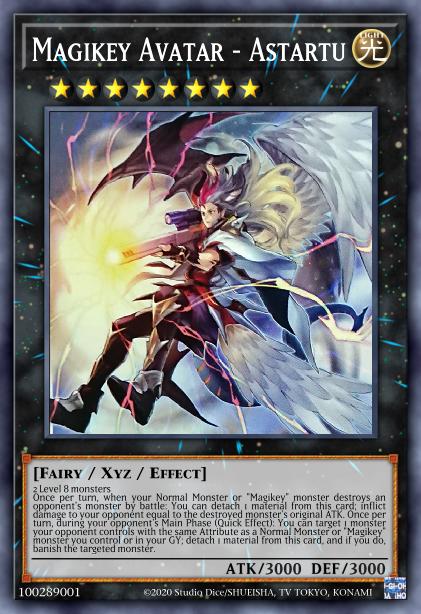 MAGIKEY AVATAR - ASTARTU
LIGHT
光
[FAIRY / XYZ / EFFECT]
2 Level 8 monsters
Once per turn, when your Normal Monster or "Magikey" monster destroys an
opponent's monster by battle: You can detach 1 material from this card; inflict
damage to your opponent equal to the destroyed monster's original ATK. Once per
turn, during your opponent's Main Phase (Quick Effect): You can target 1 monster
your opponent controls with the same Attribute as a Normal Monster or "Magikey"
monster you control or in your GY; detach 1 material from this card, and if you do,
banish the targeted monster.
ATK/3000 DEF/3000
100289001
©2020 Studio Dice/SHUEISHA, TV TOKYO, KONAMI